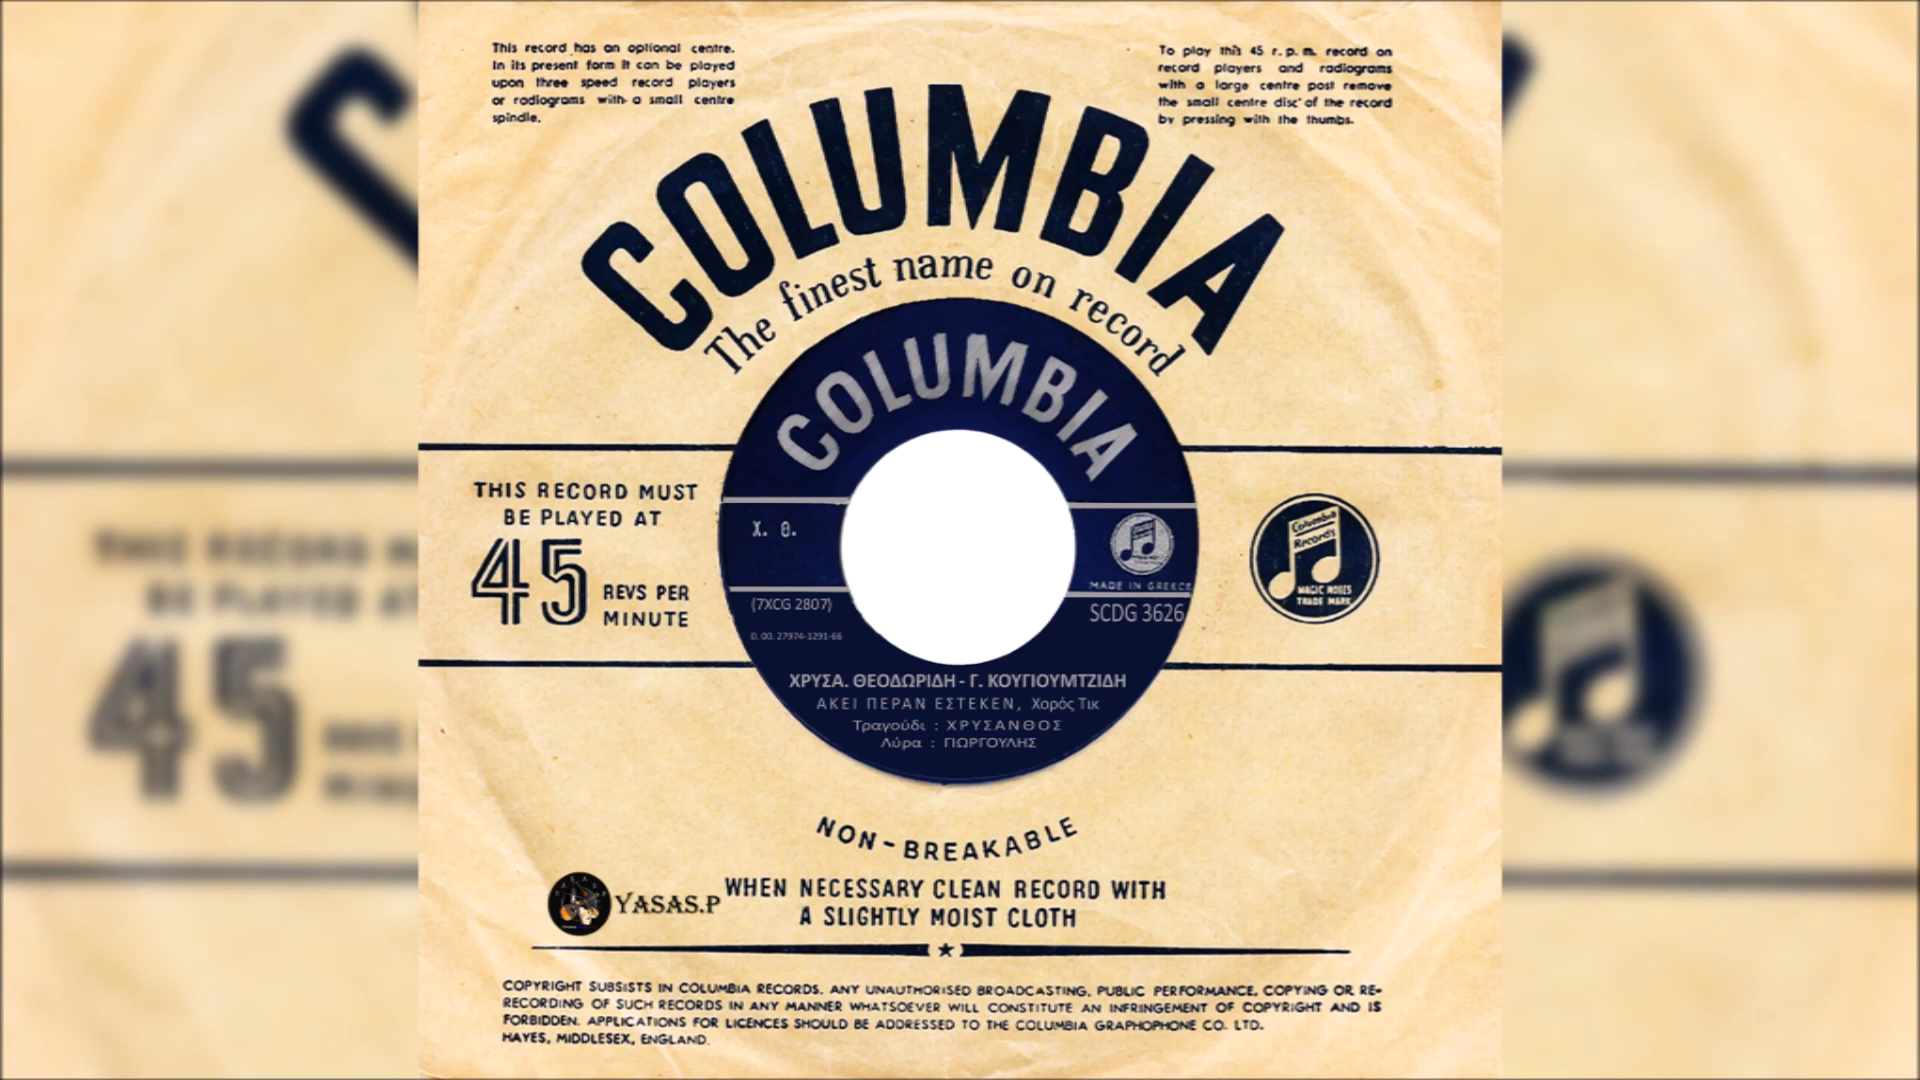 This record has an optional centre.
In its present form it can be played
upon three speed record players
or radiograms with a small centre
spindle.
To play this 45 r.p.m. record on
record players and radiograms
with a large centre post remove
the small centre disc of the record
by pressing with the thumbs.
COLUMBIA
The finest name on record
COLUMBIA
THIS RECORD MUST
BE PLAYED AT
45 REVS PER
MINUTE
Χ. Θ.
(7XCG 2807)
D. 00. 27974-1291-66
MADE IN GREECE
SCDG 3626
Columbia
Records
MAGIC NOTES
TRADE MARK
ΧΡΥΣΑ. ΘΕΟΔΩΡΙΔΗ - Γ. ΚΟΥΓΙΟΥΜΤΖΙΔΗ
ΑΚΕΙ ΠΕΡΑΝ ΕΣΤΕΚΕΝ, Χορός Τικ
Τραγούδι : ΧΡΥΣΑΝΘΟΣ
Λύρα : ΓΙΩΡΓΟΥΛΗΣ
NON-BREAKABLE
YASAS.P
WHEN NECESSARY CLEAN RECORD WITH
A SLIGHTLY MOIST CLOTH
COPYRIGHT SUBSISTS IN COLUMBIA RECORDS. ANY UNAUTHORISED BROADCASTING, PUBLIC PERFORMANCE, COPYING OR RE-
RECORDING OF SUCH RECORDS IN ANY MANNER WHATSOEVER WILL CONSTITUTE AN INFRINGEMENT OF COPYRIGHT AND IS
FORBIDDEN. APPLICATIONS FOR LICENCES SHOULD BE ADDRESSED TO THE COLUMBIA GRAPHOPHONE CO. LTD.
HAYES, MIDDLESEX, ENGLAND.